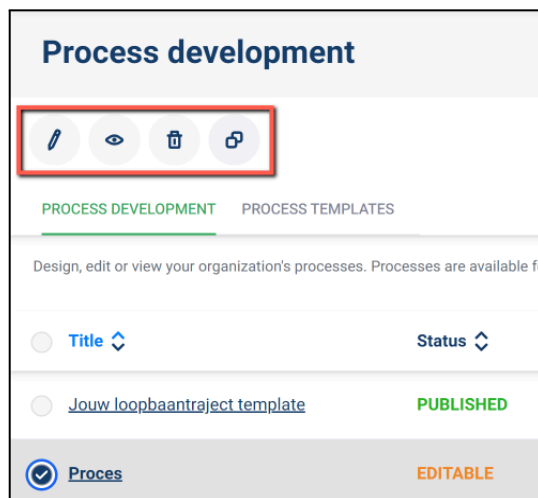 Process development
PROCESS DEVELOPMENT PROCESS TEMPLATES
Design, edit or view your organization's processes. Processes are available
Title Status
Jouw loopbaantraject template PUBLISHED
Proces EDITABLE